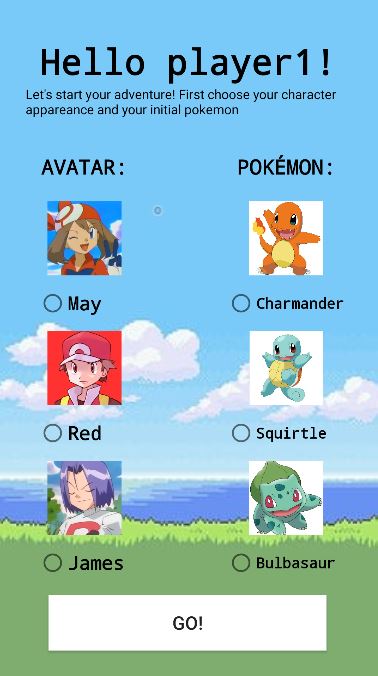 Hello player1!
Let's start your adventure! First choose your character
appareance and your initial pokemon
AVATAR:
POKÉMON:
May
Charmander
Red
Squirtle
James
Bulbasaur
GO!